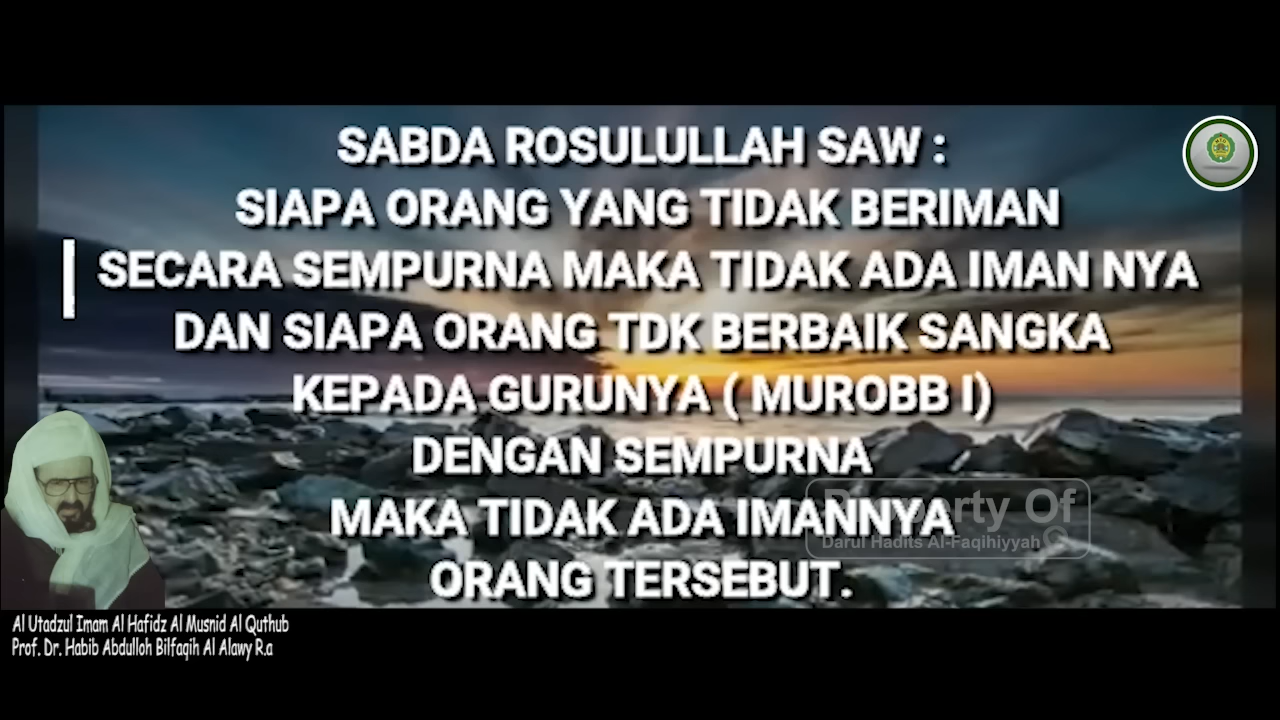 SABDA ROSULULLAH SAW :
SIAPA ORANG YANG TIDAK BERIMAN
SECARA SEMPURNA MAKA TIDAK ADA IMAN NYA
DAN SIAPA ORANG TDK BERBAIK SANGKA
KEPADA GURUNYA ( MUROBB I)
DENGAN SEMPURNA
MAKA TIDAK ADA IMANNYA
ORANG TERSEBUT.
Property Of
Darul Hadits Al-Faqihiyyah
Al Utadzul Imam Al Hafidz Al Musnid Al Quthub
Prof. Dr. Habib Abdulloh Bilfaqih Al Alawy R.a